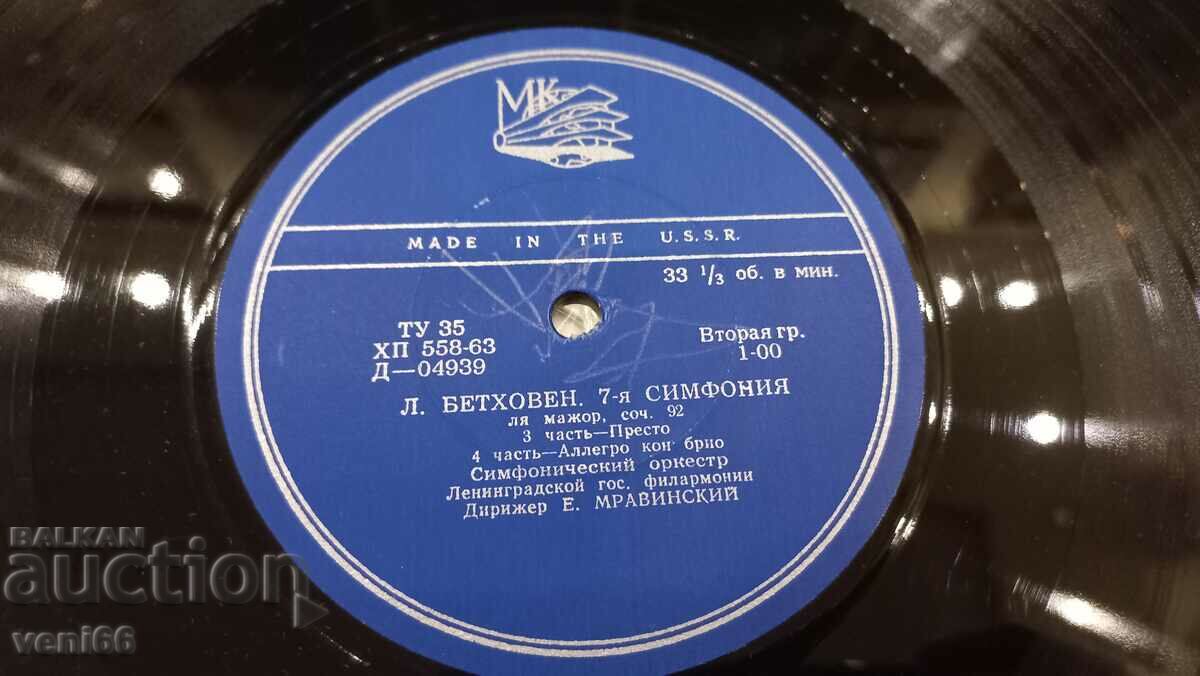 МК
MADE IN THE U.S.S.R.
33 ⅓ об. в мин.
ТУ 35
ХП 558-63
Д—04939
Вторая гр.
1-00
Л. БЕТХОВЕН. 7-я СИМФОНИЯ
ля мажор, соч. 92
3 часть—Престо
4 часть—Аллегро кон брио
Симфонический оркестр
Ленинградской гос. филармонии
Дирижер Е. МРАВИНСКИЙ
BALKAN
auction
veni66